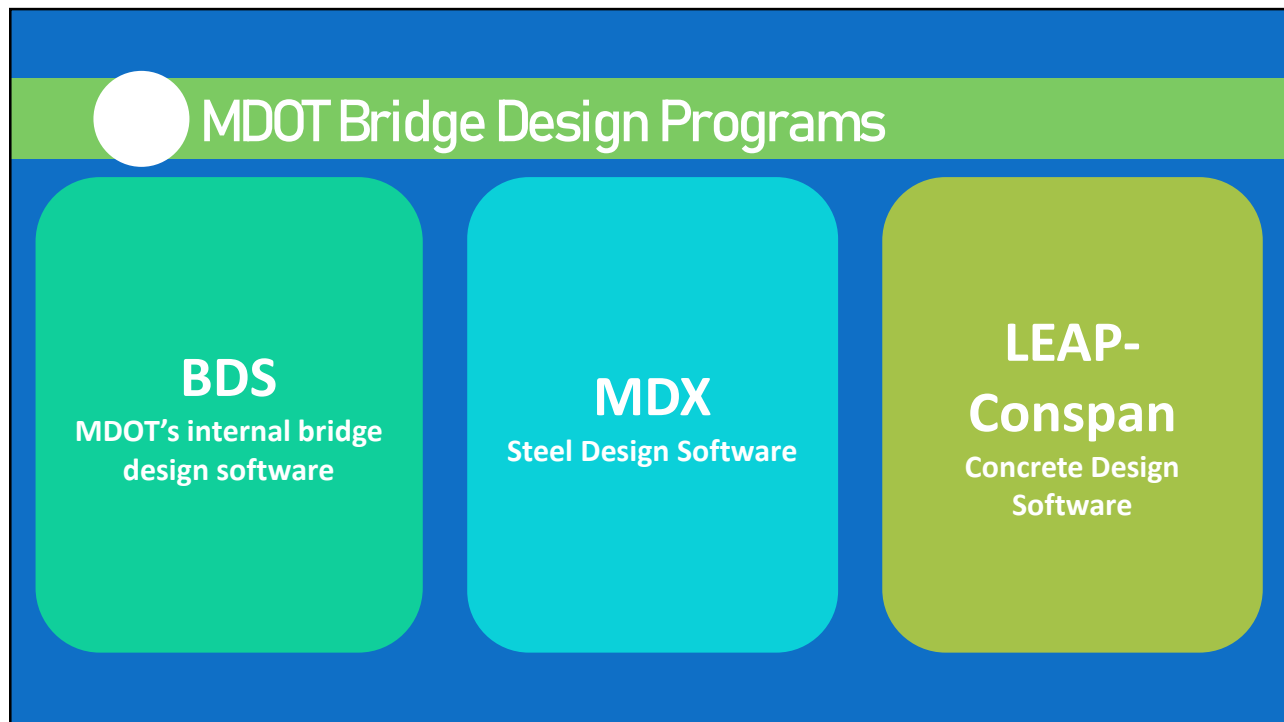 MDOT Bridge Design Programs
BDS
MDOT’s internal bridge
design software
MDX
Steel Design Software
LEAP-
Conspan
Concrete Design
Software